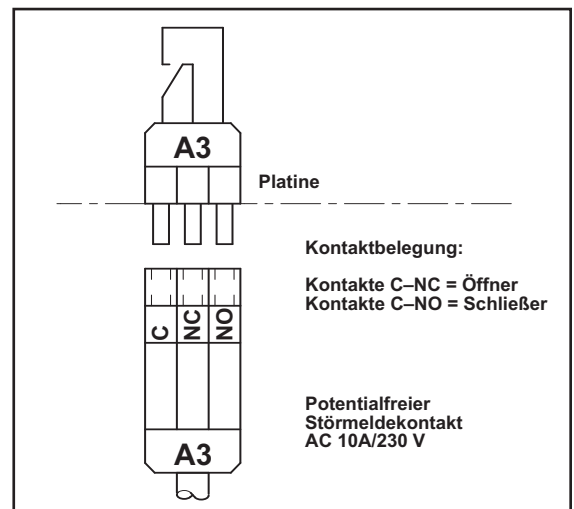 A3
Platine
Kontaktbelegung:
Kontakte C–NC = Öffner
Kontakte C–NO = Schließer
C
NC
NO
Potentialfreier
Störmeldekontakt
AC 10A/230 V
A3